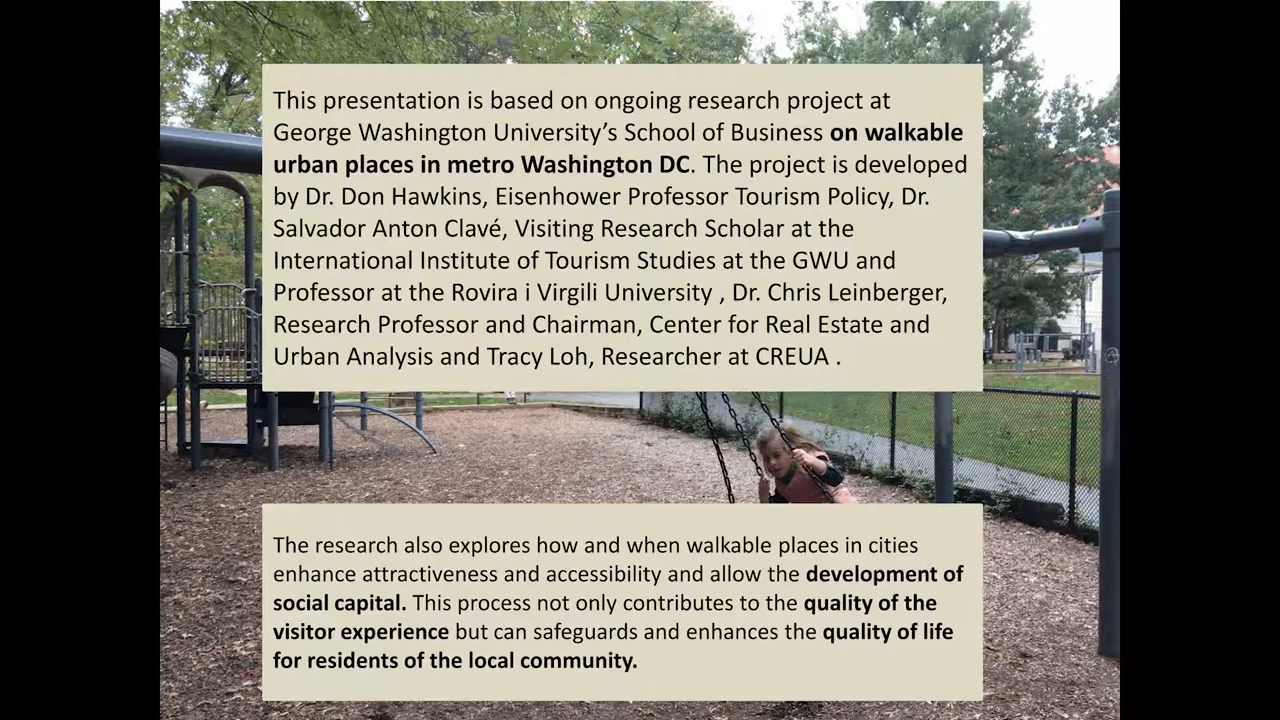 This presentation is based on ongoing research project at
George Washington University’s School of Business on walkable
urban places in metro Washington DC. The project is developed
by Dr. Don Hawkins, Eisenhower Professor Tourism Policy, Dr.
Salvador Anton Clavé, Visiting Research Scholar at the
International Institute of Tourism Studies at the GWU and
Professor at the Rovira i Virgili University , Dr. Chris Leinberger,
Research Professor and Chairman, Center for Real Estate and
Urban Analysis and Tracy Loh, Researcher at CREUA .
The research also explores how and when walkable places in cities
enhance attractiveness and accessibility and allow the development of
social capital. This process not only contributes to the quality of the
visitor experience but can safeguards and enhances the quality of life
for residents of the local community.